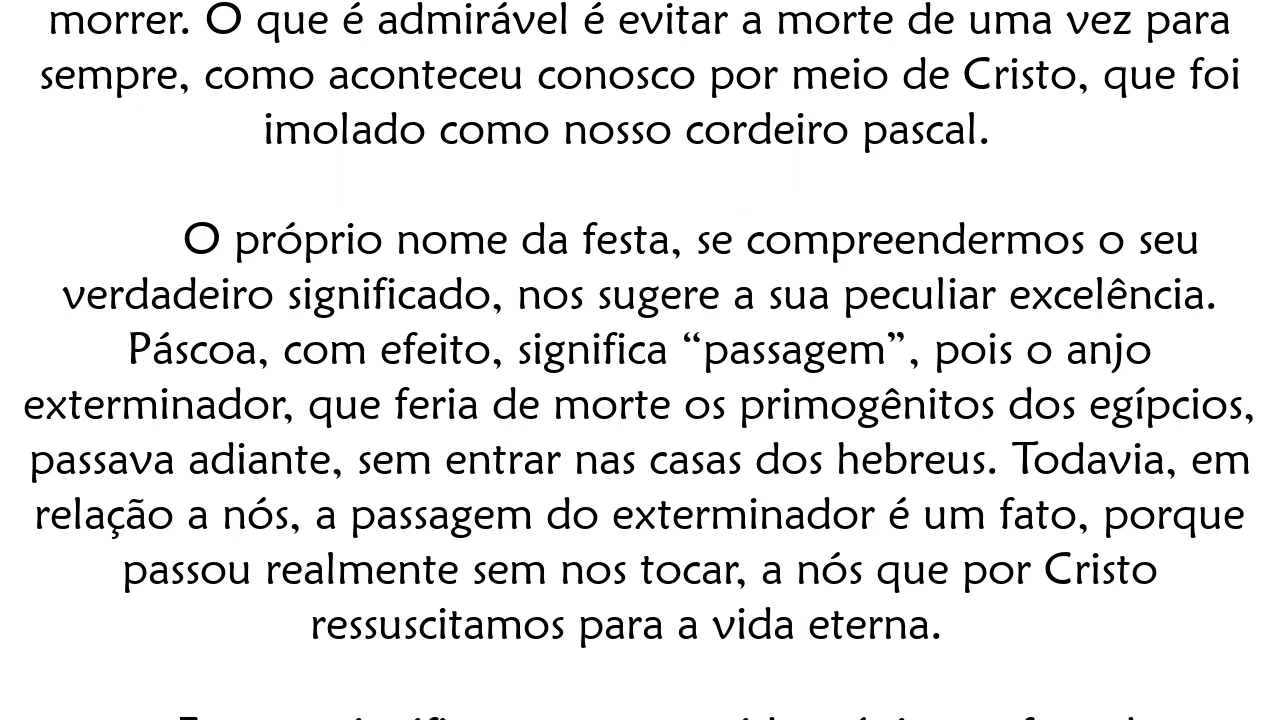 morrer. O que é admirável é evitar a morte de uma vez para
sempre, como aconteceu conosco por meio de Cristo, que foi
imolado como nosso cordeiro pascal.
O próprio nome da festa, se compreendermos o seu
verdadeiro significado, nos sugere a sua peculiar excelência.
Páscoa, com efeito, significa “passagem”, pois o anjo
exterminador, que feria de morte os primogênitos dos egípcios,
passava adiante, sem entrar nas casas dos hebreus. Todavia, em
relação a nós, a passagem do exterminador é um fato, porque
passou realmente sem nos tocar, a nós que por Cristo
ressuscitamos para a vida eterna.